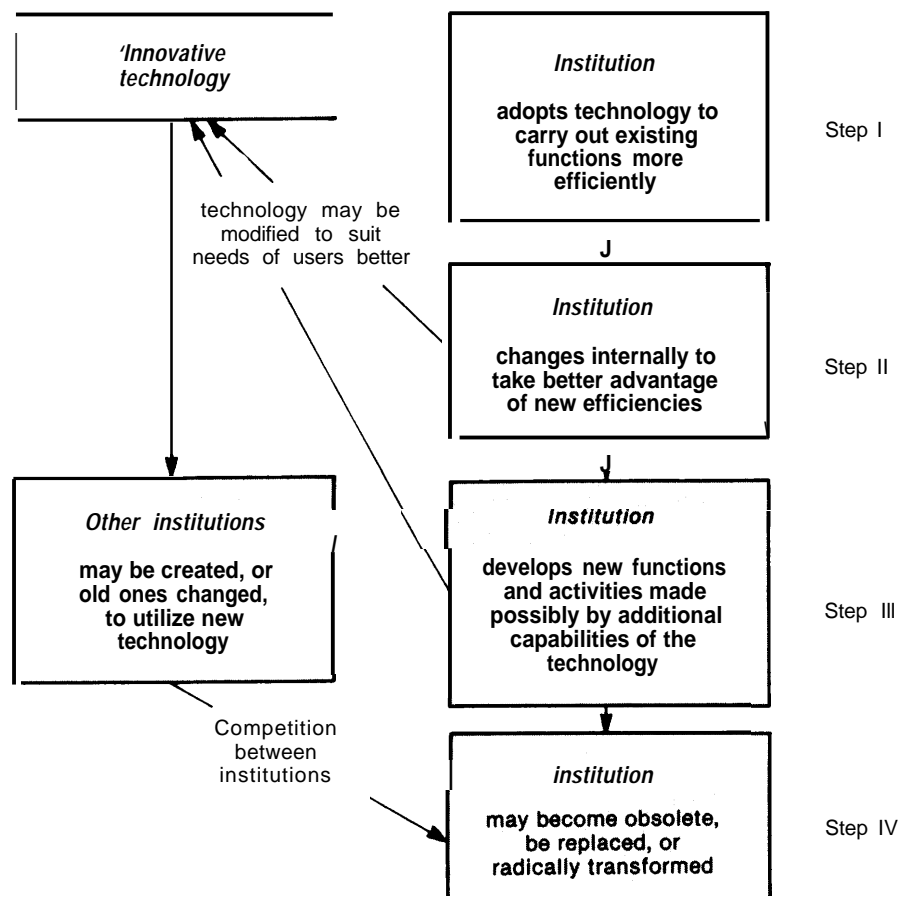 'Innovative
technology
Institution
adopts technology to
carry out existing
functions more
efficiently
Step I
technology may be
modified to suit
needs of users better
J
Institution
changes internally to
take better advantage
of new efficiencies
Step II
J
Other institutions
may be created, or
old ones changed,
to utilize new
technology
Institution
develops new functions
and activities made
possibly by additional
capabilities of the
technology
Step III
Competition
between
institutions
institution
may become obsolete,
be replaced, or
radically transformed
Step IV